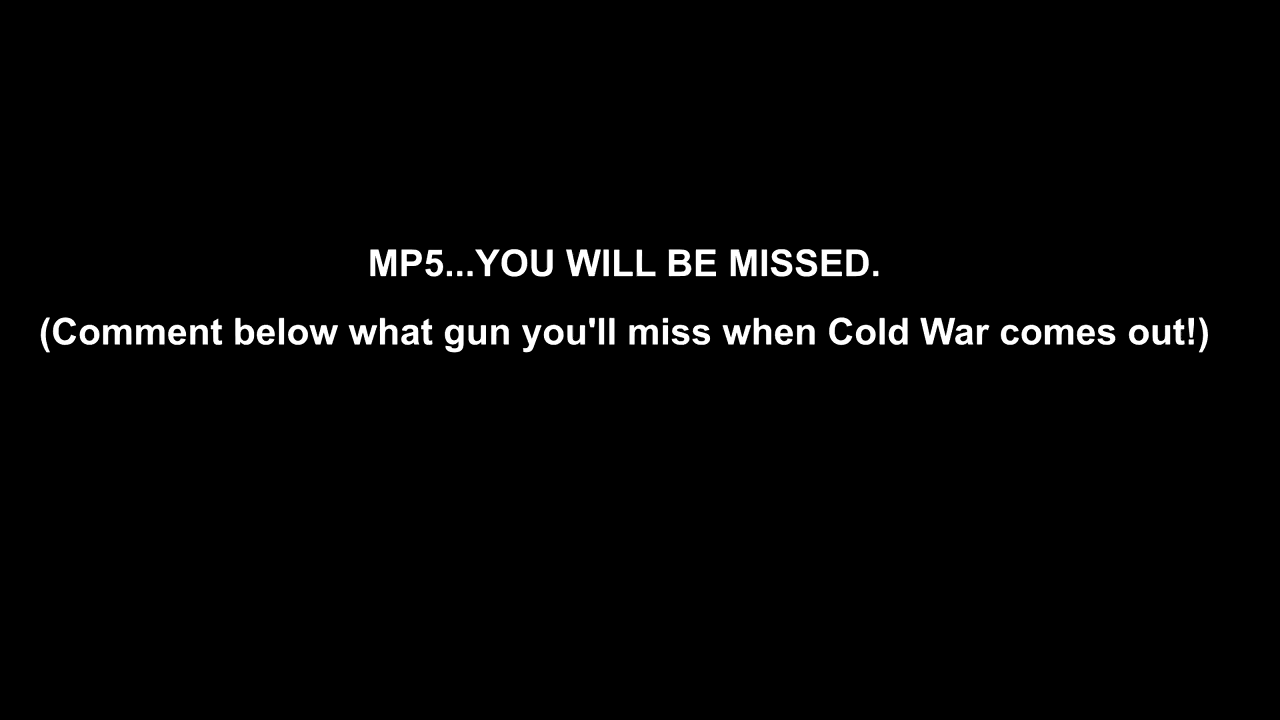 MP5...YOU WILL BE MISSED.
(Comment below what gun you'll miss when Cold War comes out!)